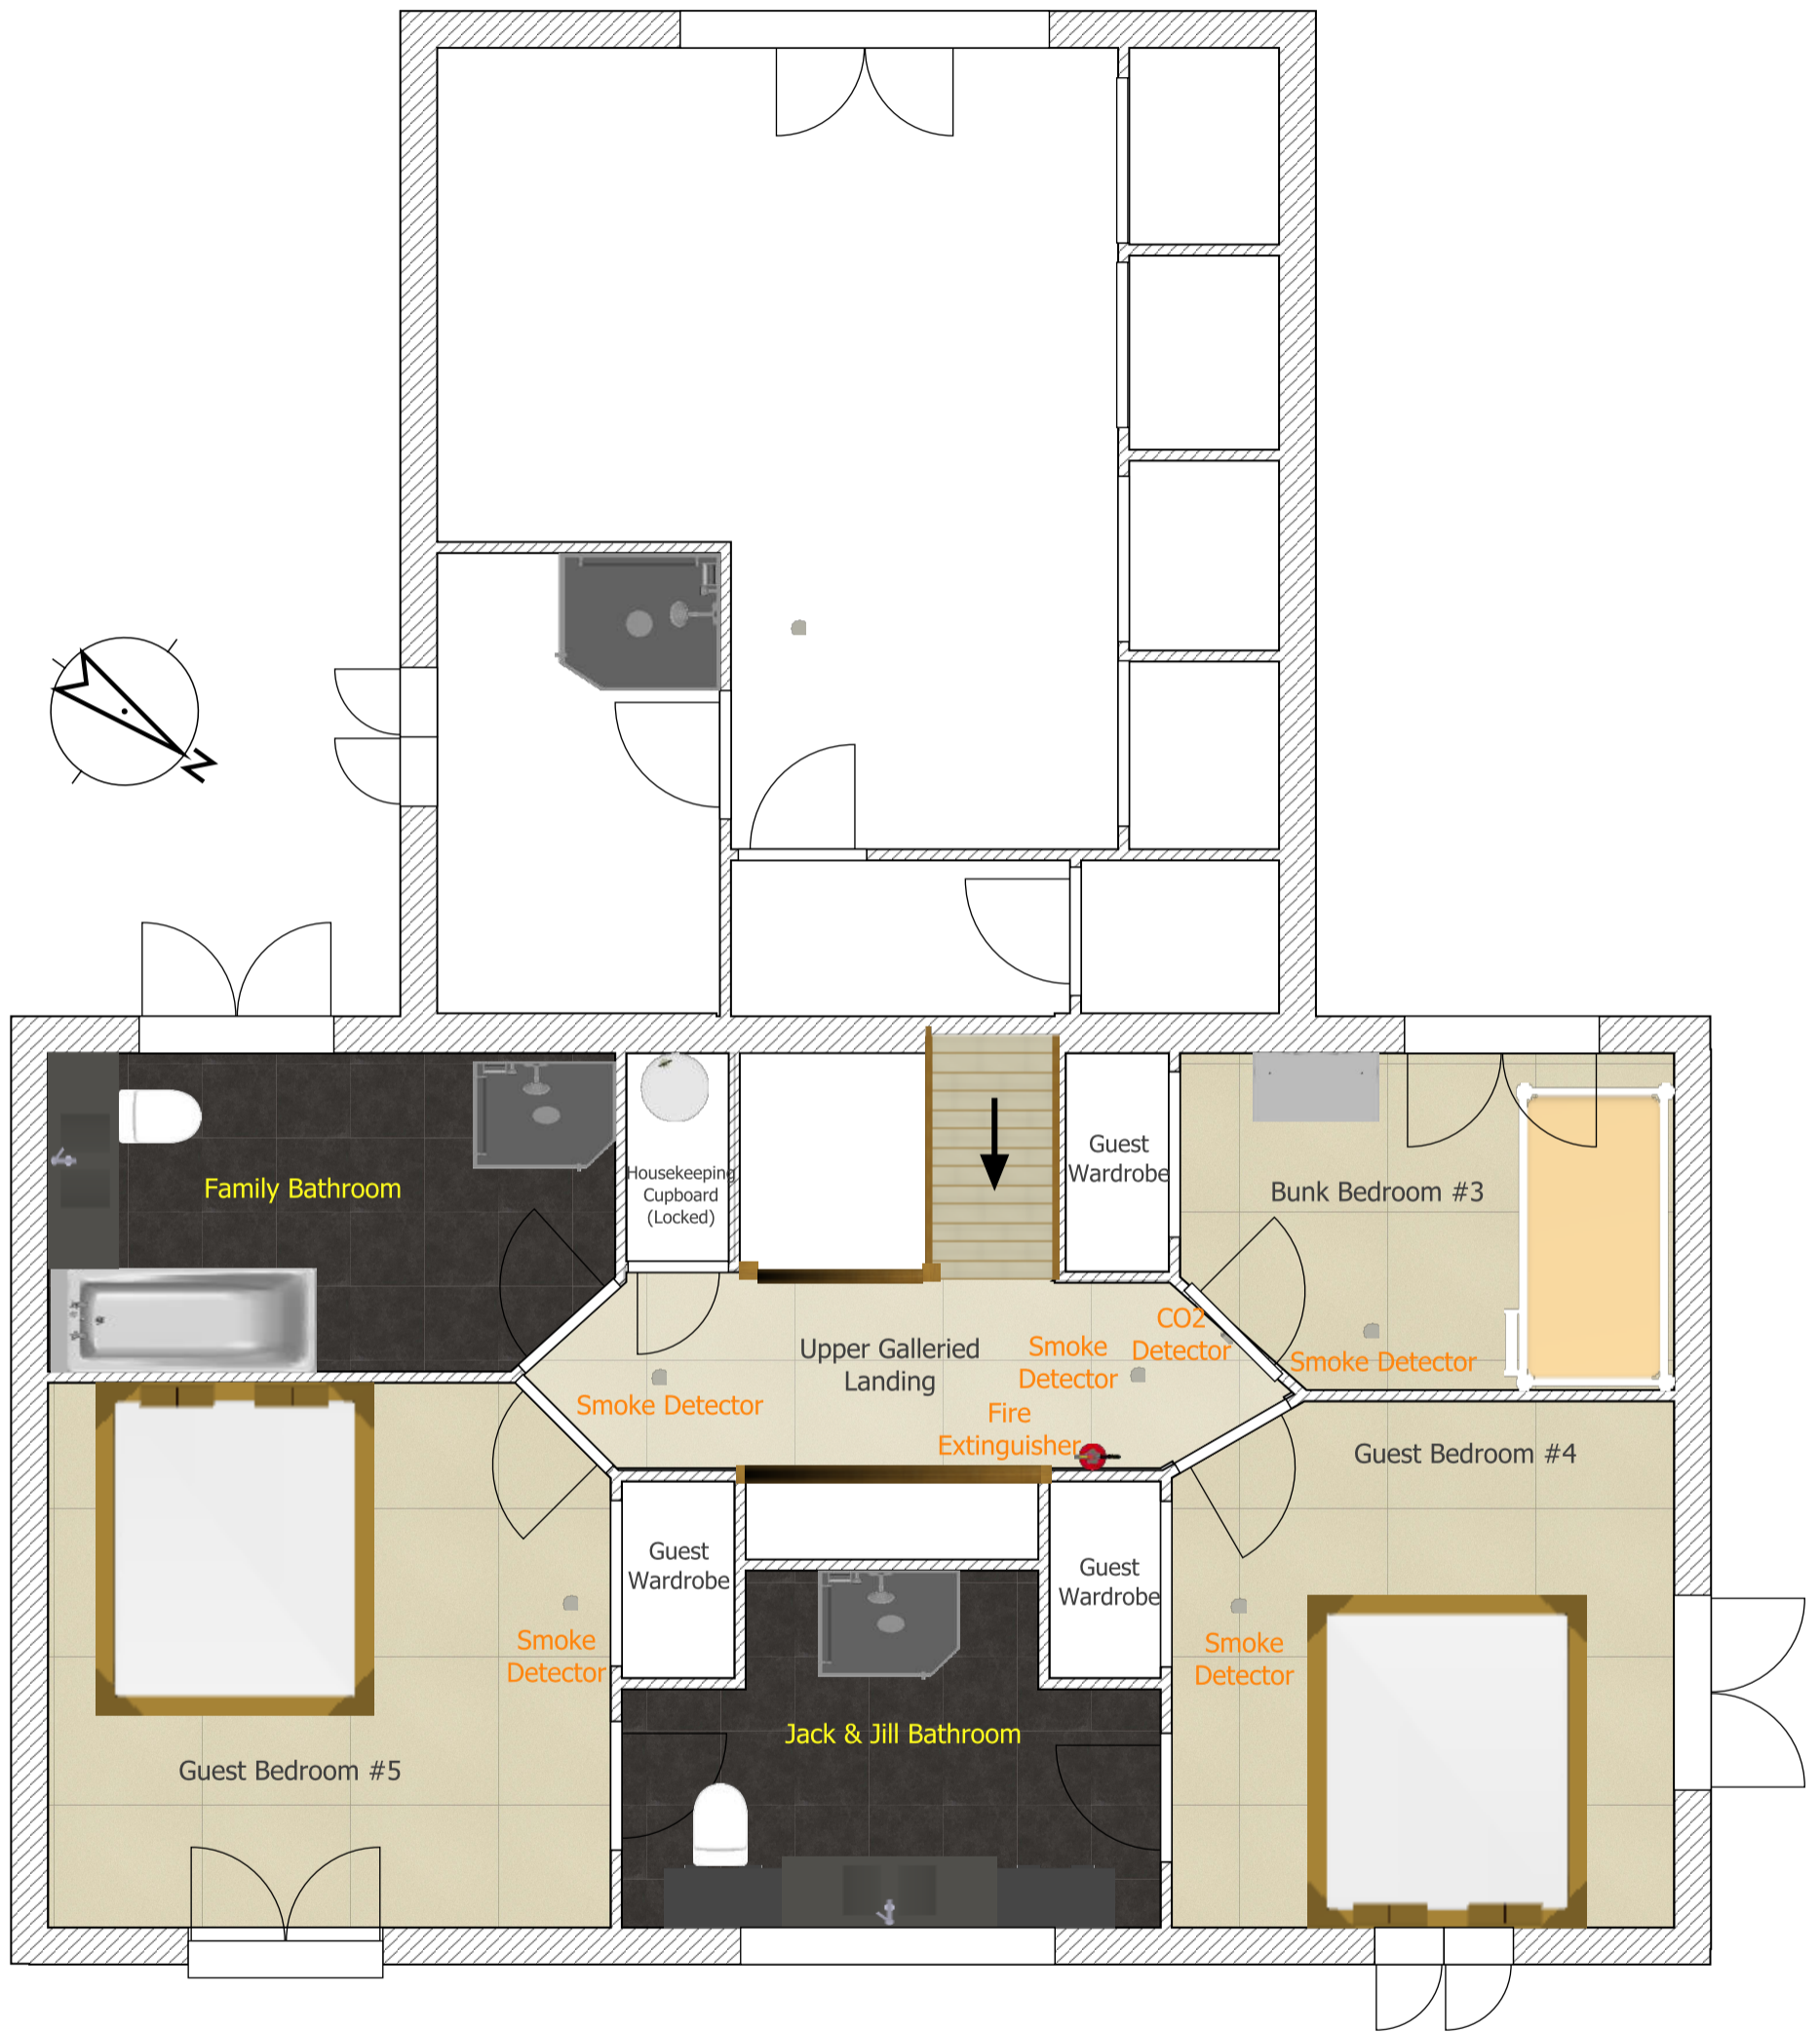 N
Guest
Wardrobe
Housekeeping
Cupboard
(Locked)
Family Bathroom
Bunk Bedroom #3
CO2
Detector
Upper Galleried
Landing
Smoke
Detector
Smoke Detector
Smoke Detector
Fire
Extinguisher
Guest Bedroom #4
Guest
Wardrobe
Guest
Wardrobe
Smoke
Detector
Smoke
Detector
Jack & Jill Bathroom
Guest Bedroom #5